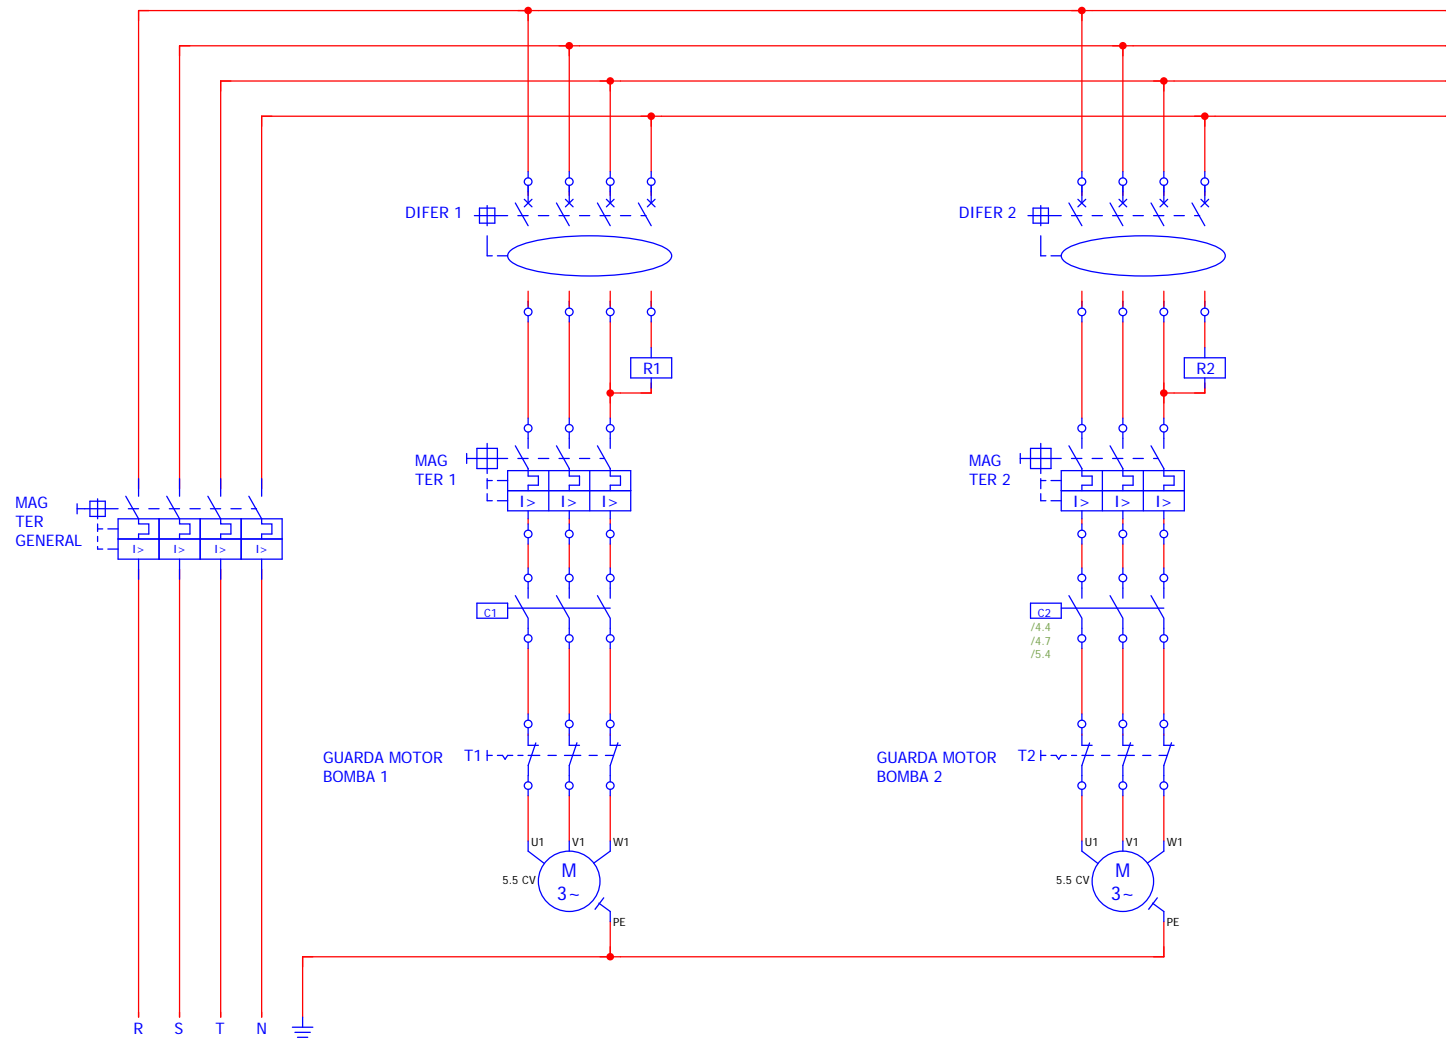 DIFER 1
DIFER 2
R1
R2
MAG
TER 1
I>
I>
I>
MAG
TER 2
I>
I>
I>
MAG
TER
GENERAL
I>
I>
I>
I>
C1
C2
/4.4
/4.7
/5.4
GUARDA MOTOR
BOMBA 1
T1
GUARDA MOTOR
BOMBA 2
T2
U1
V1
W1
5.5 CV
M
3~
PE
U1
V1
W1
5.5 CV
M
3~
PE
R
S
T
N